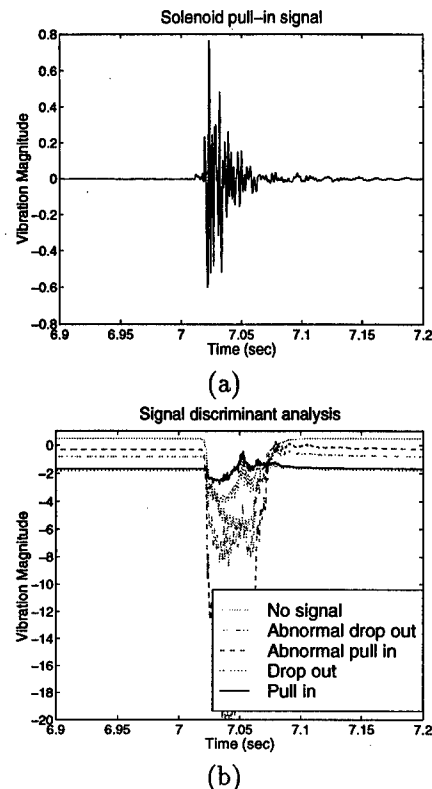 Solenoid pull-in signal
0.8
0.6
0.4
0.2
0
-0.2
-0.4
-0.6
-0.8
Vibration Magnitude
6.9 6.95 7 7.05 7.1 7.15 7.2
Time (sec)
(a)
Signal discriminant analysis
0
-2
-4
-6
-8
-10
-12
-14
-16
-18
-20
Vibration Magnitude
No signal
Abnormal drop out
Abnormal pull in
Drop out
Pull in
6.9 6.95 7 7.05 7.1 7.15 7.2
Time (sec)
(b)